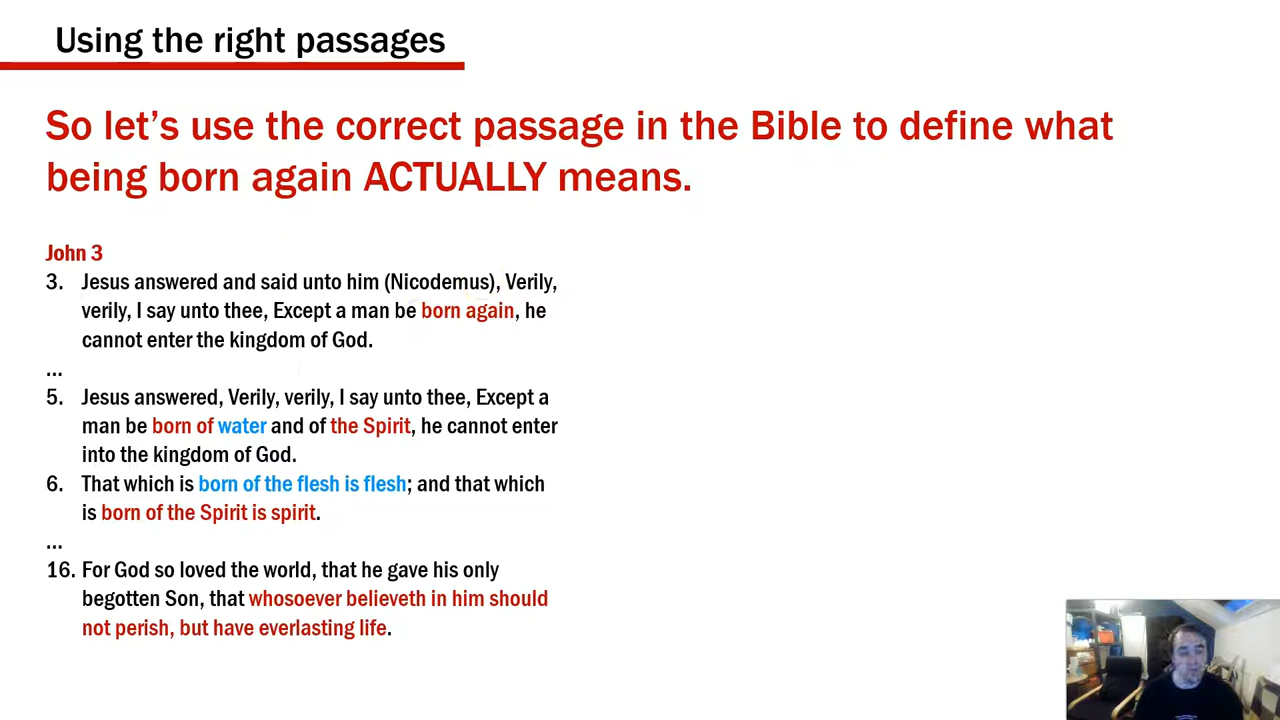 Using the right passages
So let’s use the correct passage in the Bible to define what
being born again ACTUALLY means.
John 3
3. Jesus answered and said unto him (Nicodemus), Verily,
verily, I say unto thee, Except a man be born again, he
cannot enter the kingdom of God.
...
5. Jesus answered, Verily, verily, I say unto thee, Except a
man be born of water and of the Spirit, he cannot enter
into the kingdom of God.
6. That which is born of the flesh is flesh; and that which
is born of the Spirit is spirit.
...
16. For God so loved the world, that he gave his only
begotten Son, that whosoever believeth in him should
not perish, but have everlasting life.